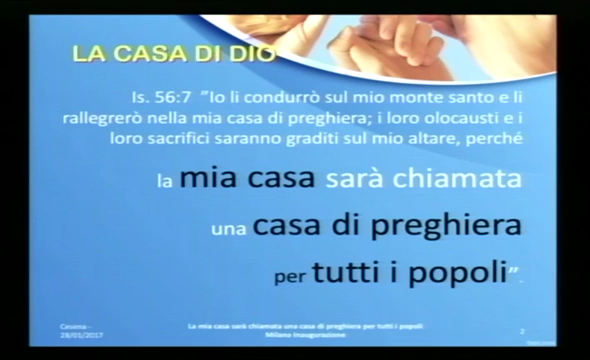 LA CASA DI DIO
Is. 56:7 "Io li condurrò sul mio monte santo e li
rallegrerò nella mia casa di preghiera; i loro olocausti e i
loro sacrifici saranno graditi sul mio altare, perché
la mia casa sarà chiamata
una casa di preghiera
per tutti i popoli".
Cesena -
28/01/2017
La mia casa sarà chiamata una casa di preghiera per tutti i popoli
Milano Inaugurazione
2